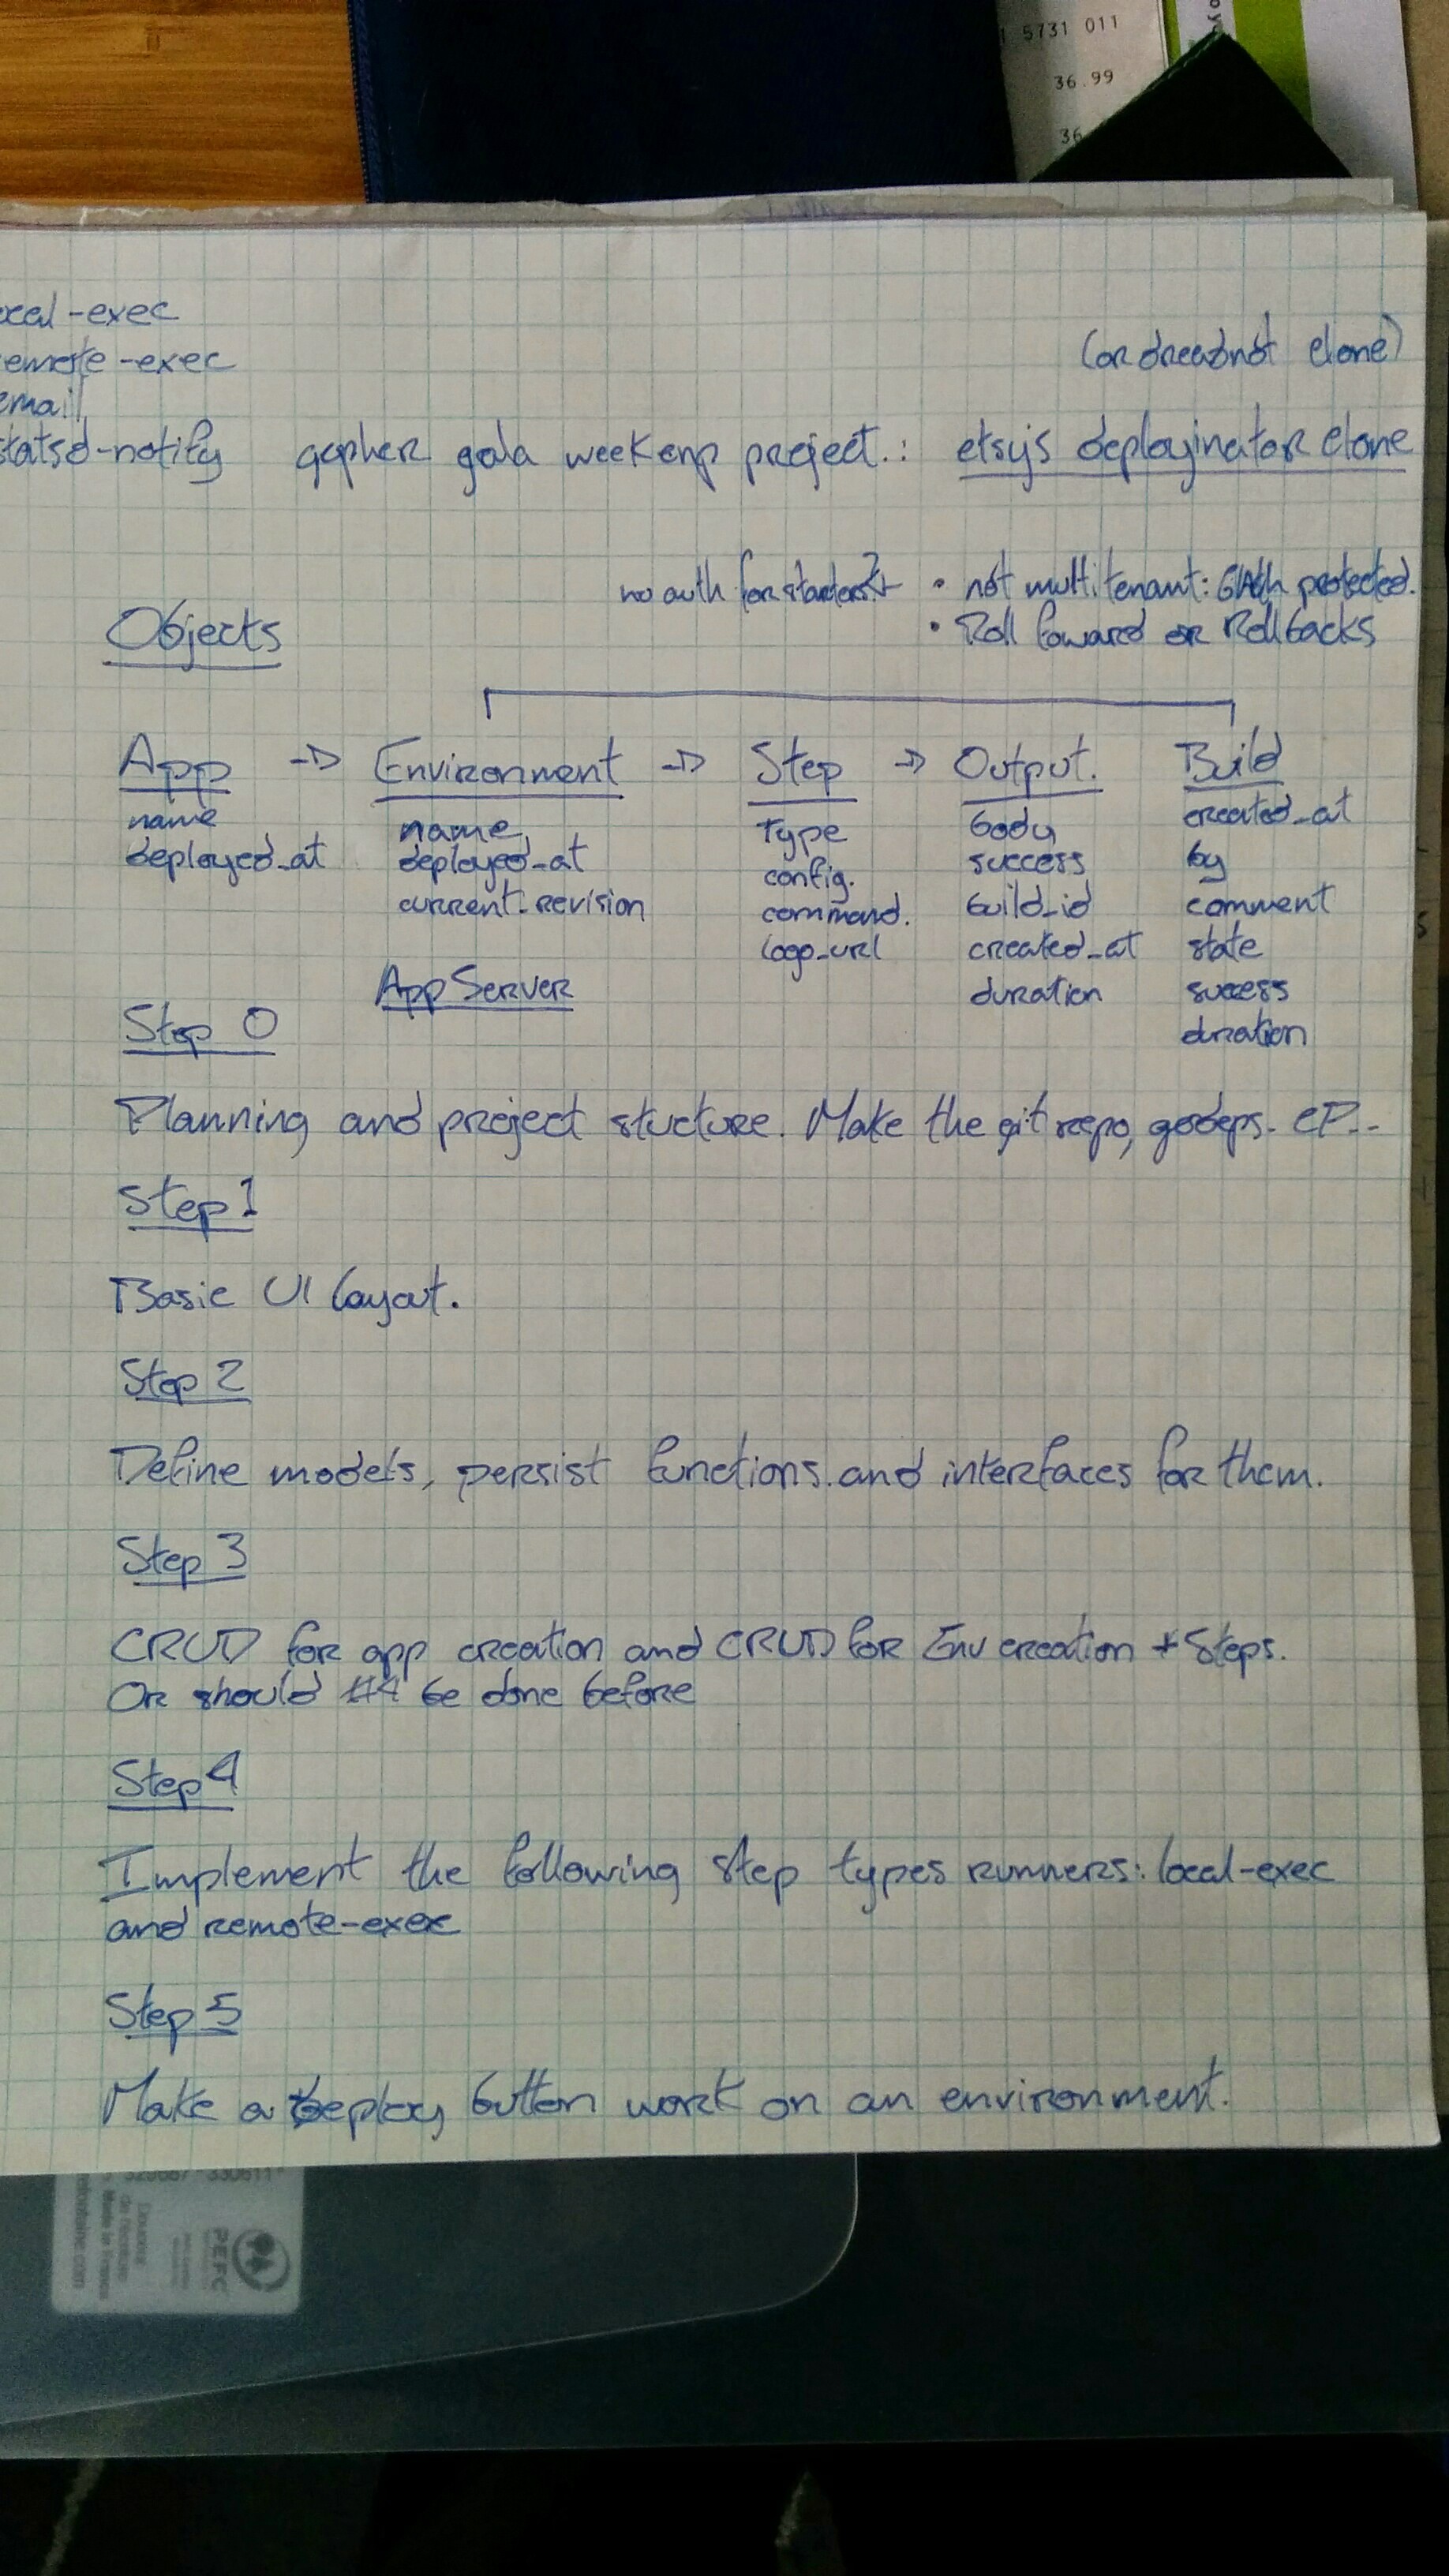 5731 011
36.99
36
ocal-exec
(or dreadnot clone)
emote-exec
email
statsd-notify gopher gala weekend project.: etsy's deployinator clone
no auth for starters? • not multitenant: protected.
• Roll foward or Rollbacks
Objects
App -> Environment -> Step -> Output. Build
name name type body created_at
deployed_at deployed_at config. success by
current_revision command. build_id comment
logo_url created_at state
App Server duration success
Step 0 duration
Planning and project stucture. Make the git repo, godeps. CP..
Step 1
Basic UI layout.
Step 2
Define models, persist functions and interfaces for them.
Step 3
CRUD for app creation and CRUD for Env creation + Steps.
Or should #4 be done before
Step 4
Implement the following step types runners: local-exec
and remote-exec
Step 5
Make a Deploy button work on an environment.
330611
PEFC